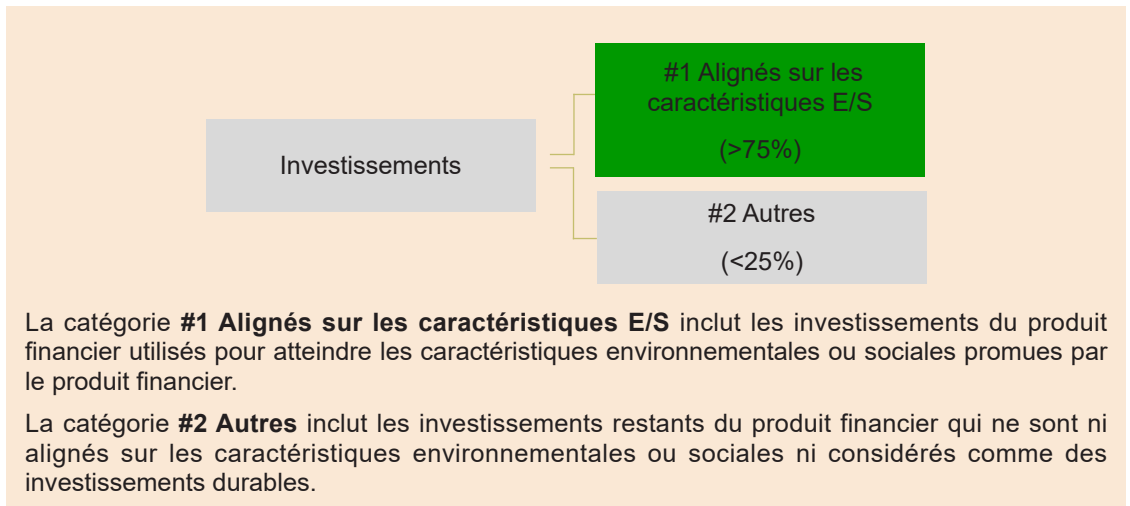 #1 Alignés sur les
caractéristiques E/S
(>75%)
Investissements
#2 Autres
(<25%)
La catégorie #1 Alignés sur les caractéristiques E/S inclut les investissements du produit
financier utilisés pour atteindre les caractéristiques environnementales ou sociales promues par
le produit financier.
La catégorie #2 Autres inclut les investissements restants du produit financier qui ne sont ni
alignés sur les caractéristiques environnementales ou sociales ni considérés comme des
investissements durables.